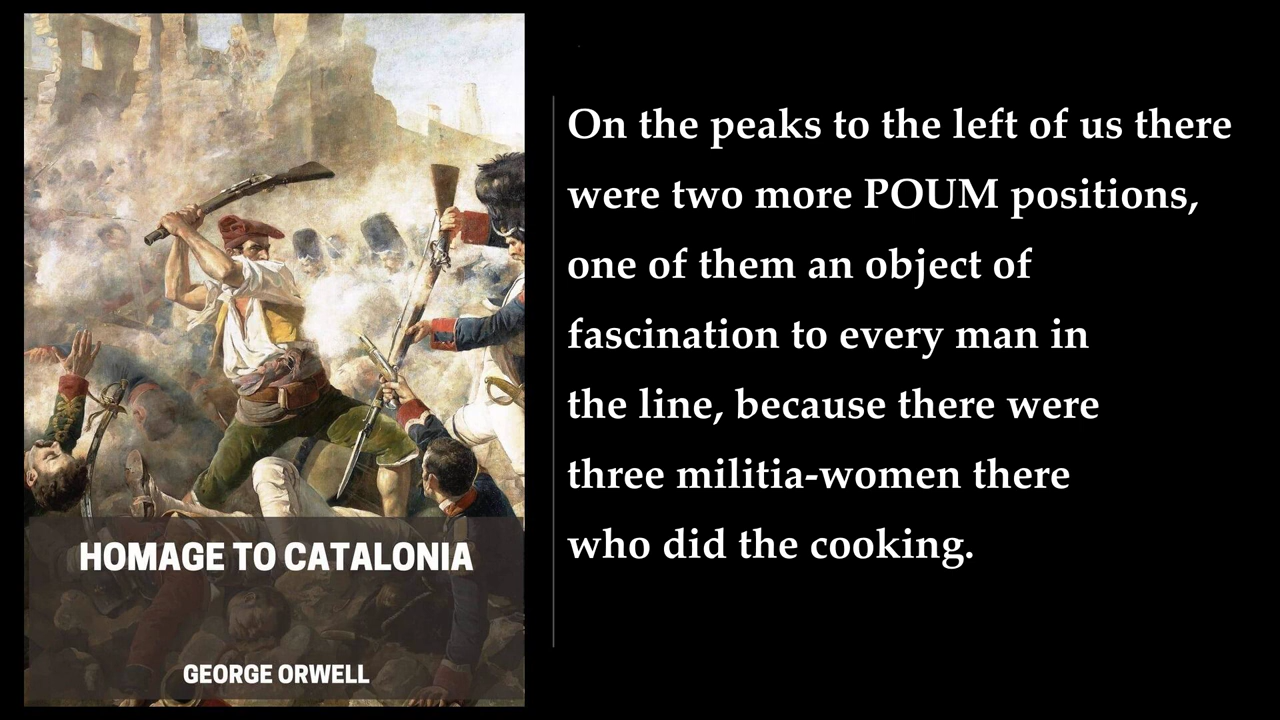 HOMAGE TO CATALONIA
GEORGE ORWELL
On the peaks to the left of us there
were two more POUM positions,
one of them an object of
fascination to every man in
the line, because there were
three militia-women there
who did the cooking.